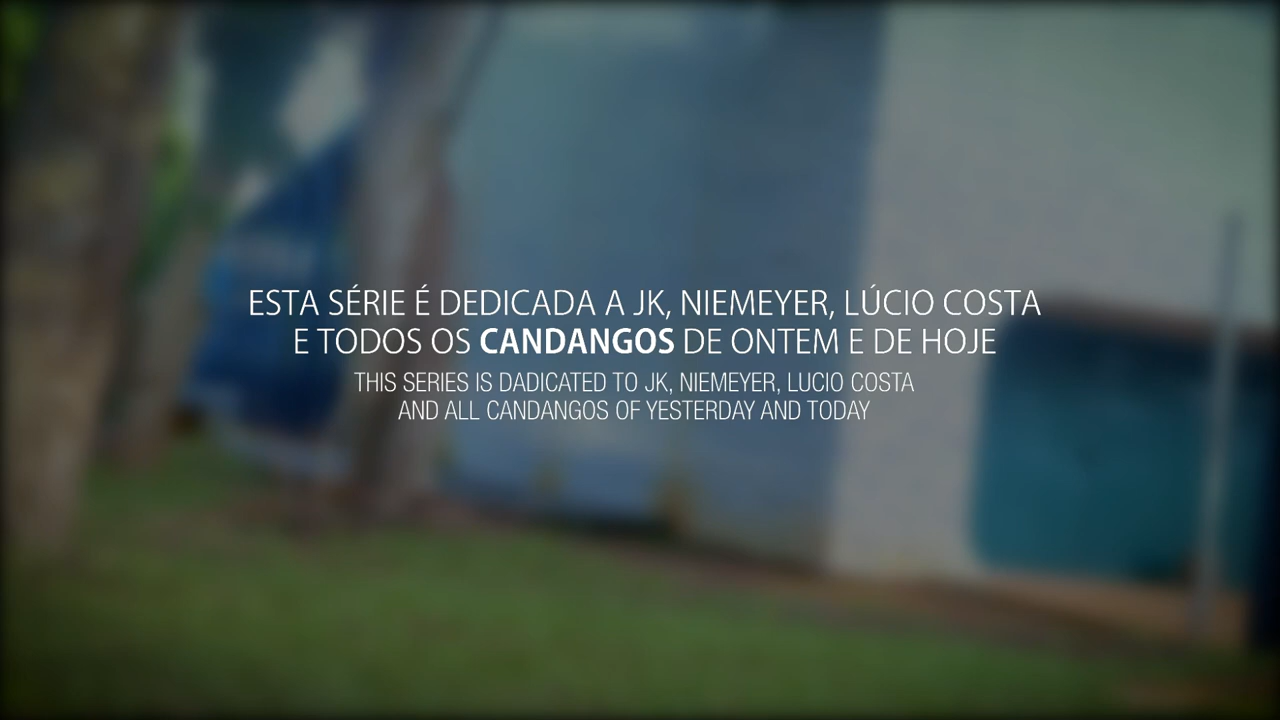 ESTA SÉRIE É DEDICADA A JK, NIEMEYER, LÚCIO COSTA
E TODOS OS CANDANGOS DE ONTEM E DE HOJE
THIS SERIES IS DADICATED TO JK, NIEMEYER, LUCIO COSTA
AND ALL CANDANGOS OF YESTERDAY AND TODAY